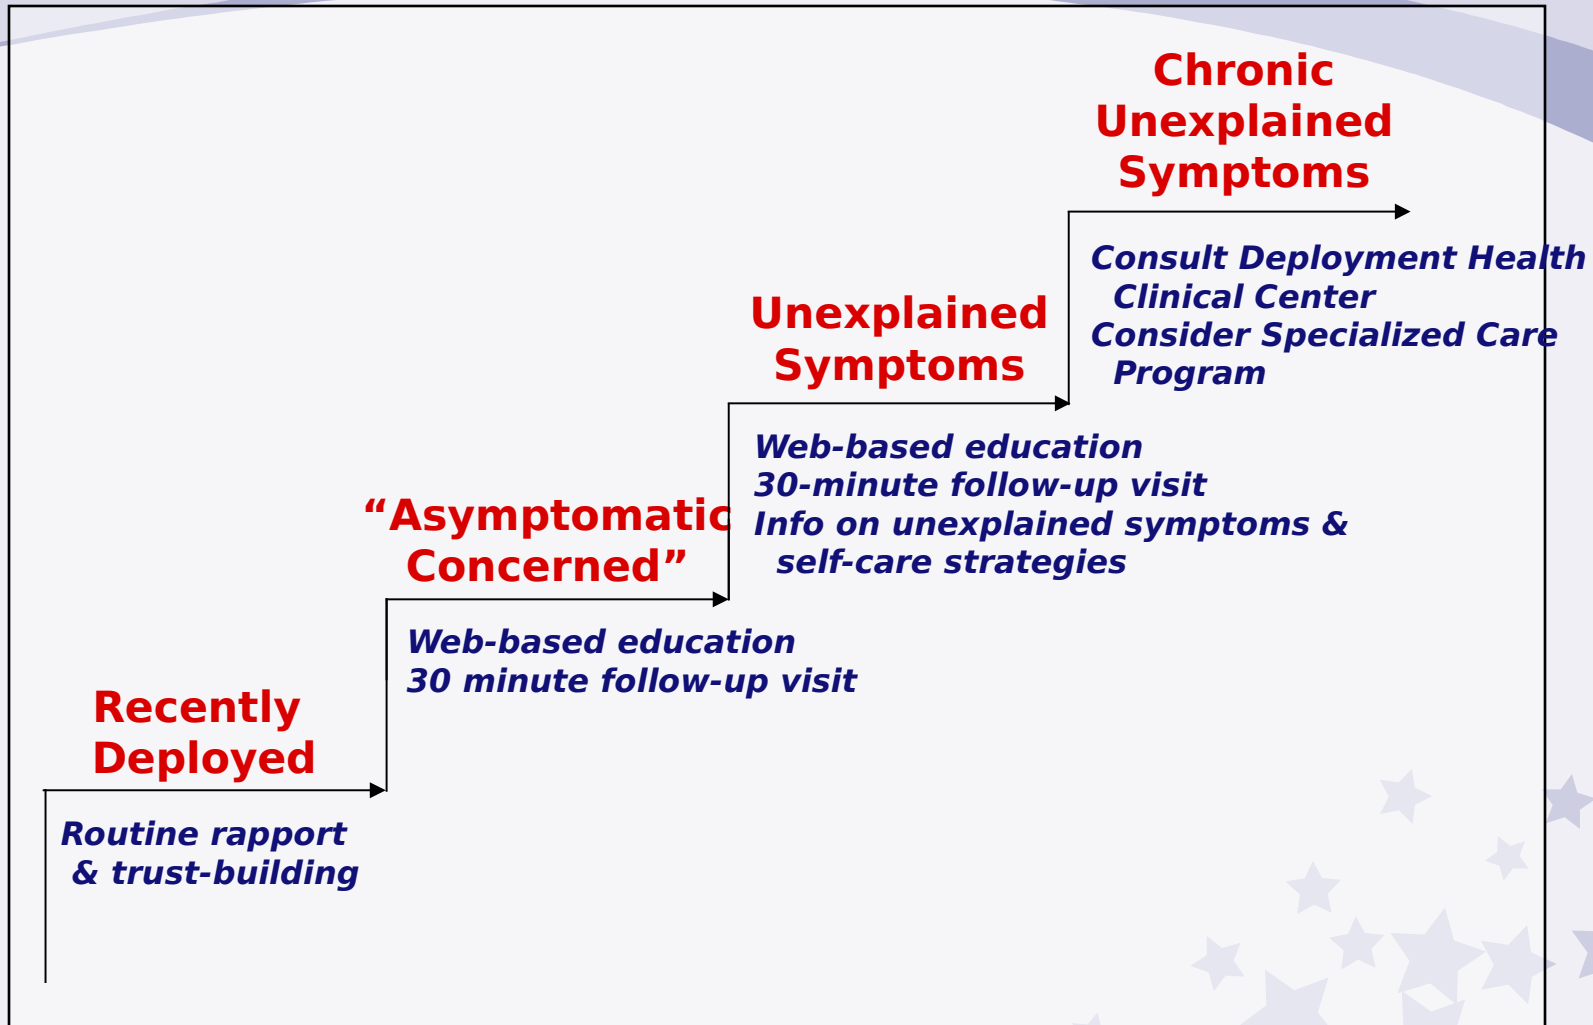 Chronic
Unexplained
Symptoms
Consult Deployment Health
Clinical Center
Consider Specialized Care
Program
Unexplained
Symptoms
Web-based education
30-minute follow-up visit
Info on unexplained symptoms &
self-care strategies
“Asymptomatic
Concerned”
Web-based education
30 minute follow-up visit
Recently
Deployed
Routine rapport
& trust-building